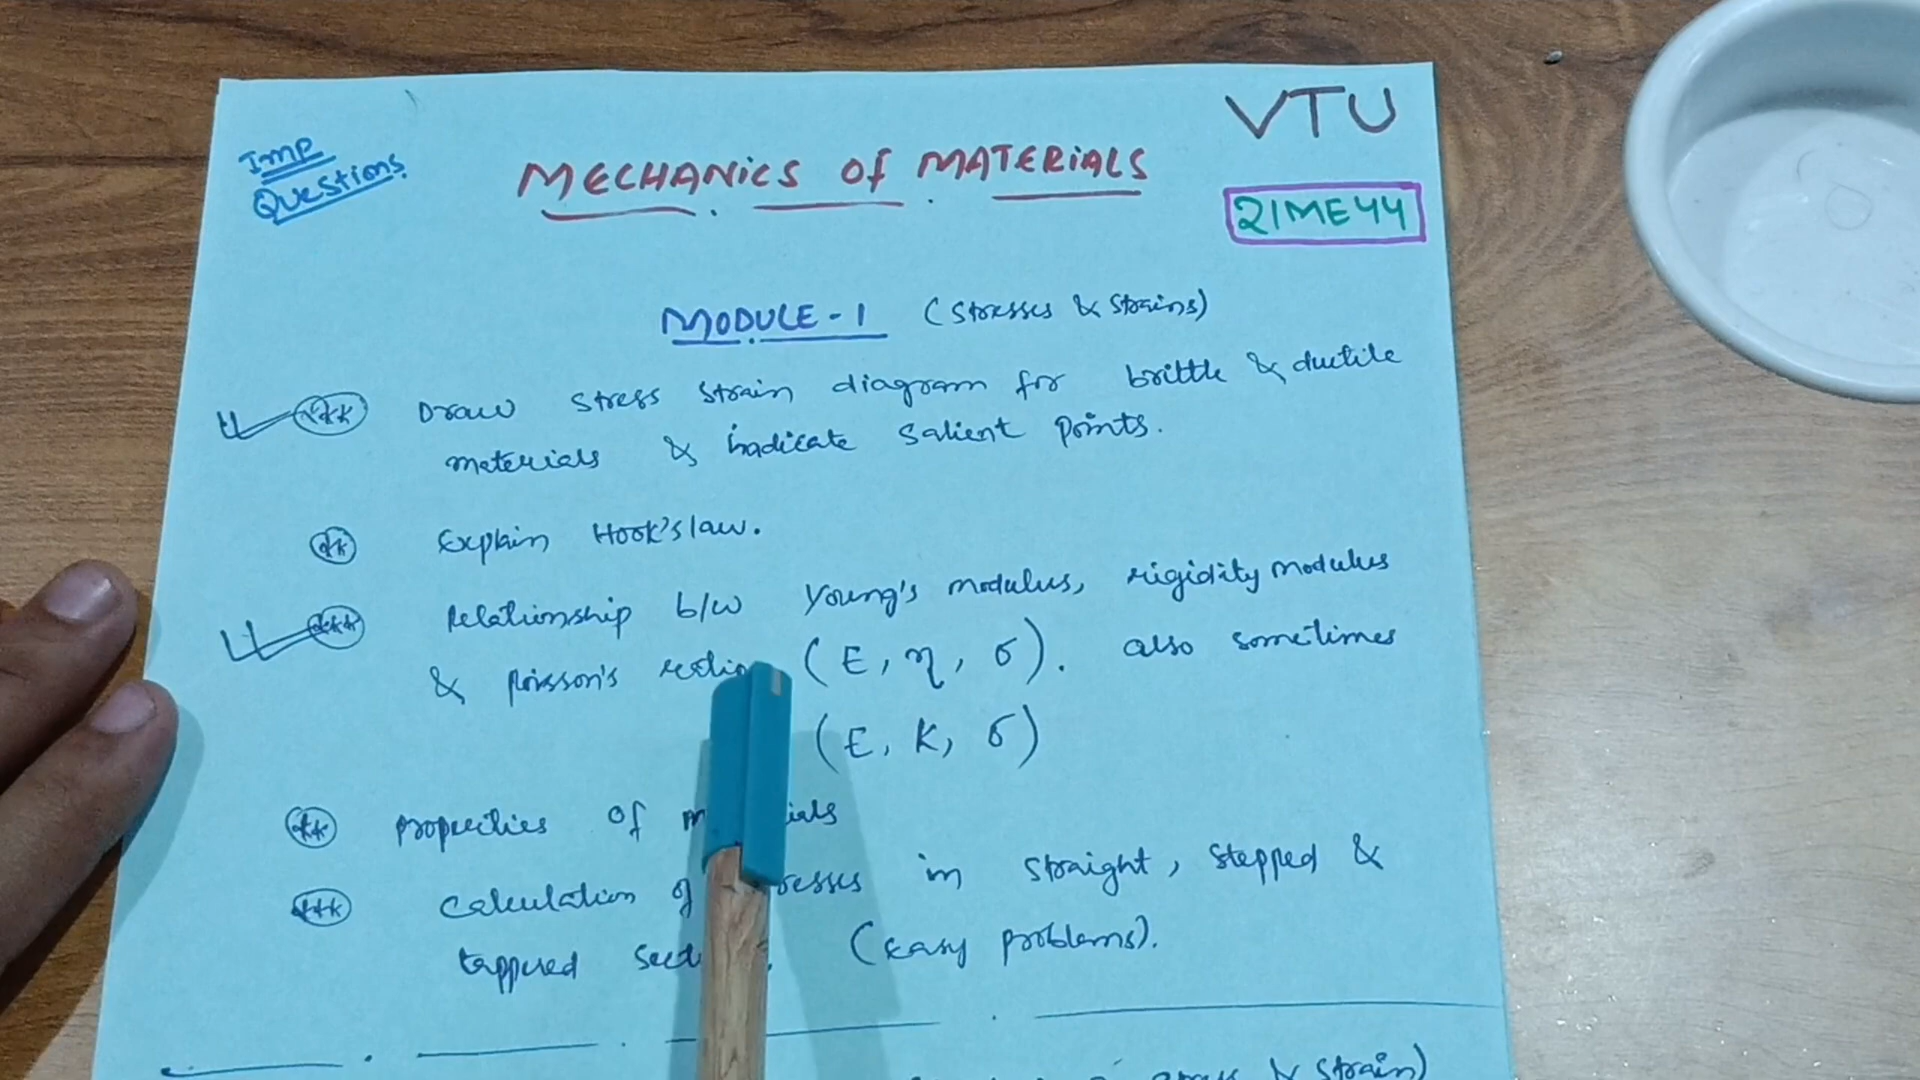 Imp
Questions.
VTU
MECHANICS Of MATERIALS
21ME44
MODULE-1 (Stresses & Strains)
** Draw stress strain diagram for brittle & ductile
materials & indicate salient points.
** Explain Hook's law.
*** Relationship b/w Young's modulus, rigidity modulus
& poisson's (E, η, σ). also sometimes
(E, K, σ)
** Properties of
*** Calculation of in straight, stepped &
tappered (Easy problems).
& strain)